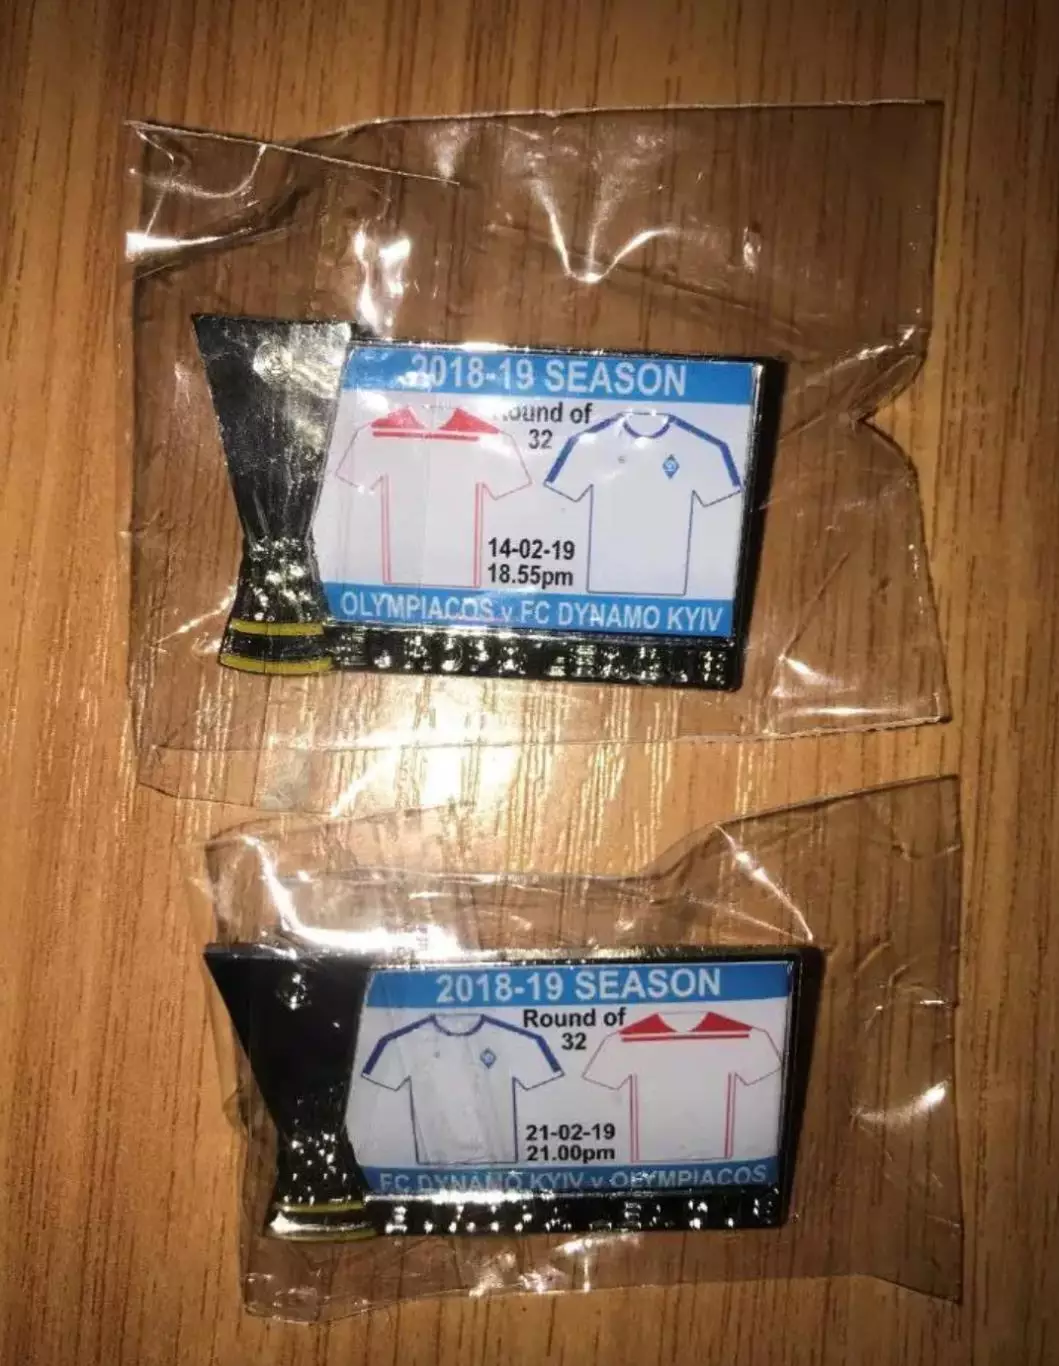 2018-19 SEASON
Round of
32
14-02-19
18.55pm
OLYMPIACOS v FC DYNAMO KYIV
2018-19 SEASON
Round of
32
21-02-19
21.00pm
FC DYNAMO KYIV v OLYMPIACOS